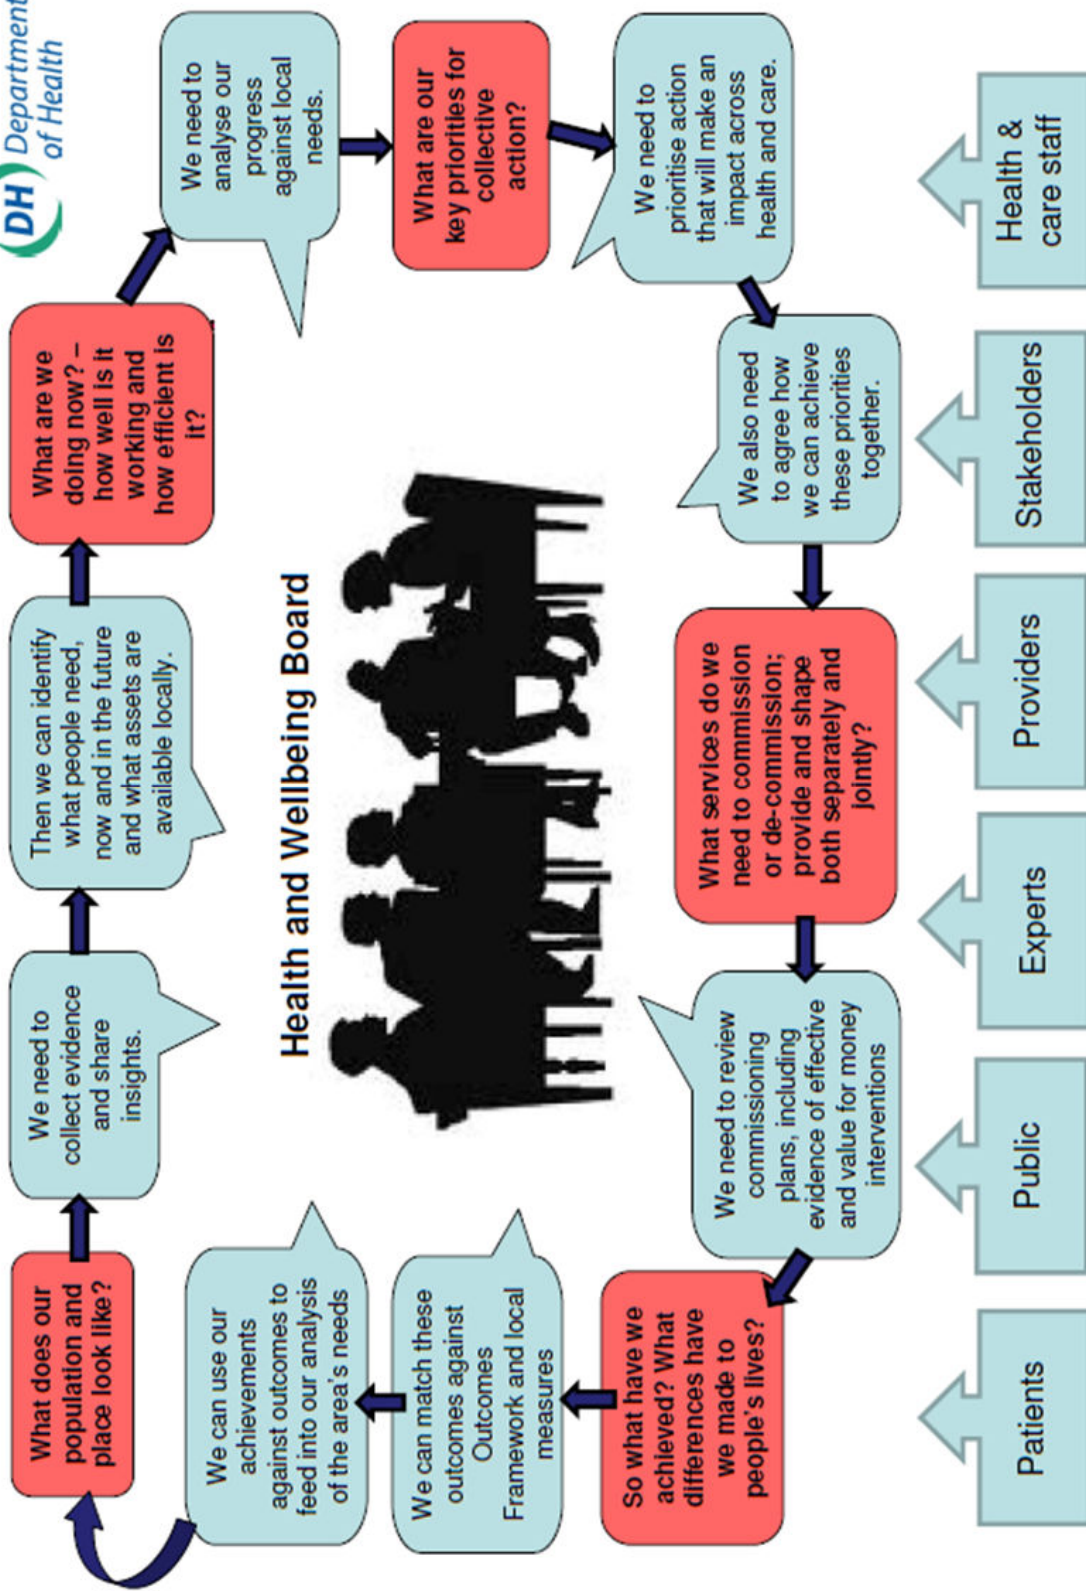 DH Department
of Health
What does our
population and
place look like?
We need to
collect evidence
and share
insights.
Then we can identify
what people need,
now and in the future
and what assets are
available locally.
What are we
doing now? –
how well is it
working and
how efficient is
it?
We need to
analyse our
progress
against local
needs.
What are our
key priorities for
collective
action?
We need to
prioritise action
that will make an
impact across
health and care.
We also need
to agree how
we can achieve
these priorities
together.
What services do we
need to commission
or de-commission;
provide and shape
both separately and
jointly?
We need to review
commissioning
plans, including
evidence of effective
and value for money
interventions
So what have we
achieved? What
differences have
we made to
people's lives?
We can match these
outcomes against
Outcomes
Framework and local
measures
We can use our
achievements
against outcomes to
feed into our analysis
of the area's needs
Health and Wellbeing Board
Patients
Public
Experts
Providers
Stakeholders
Health &
care staff